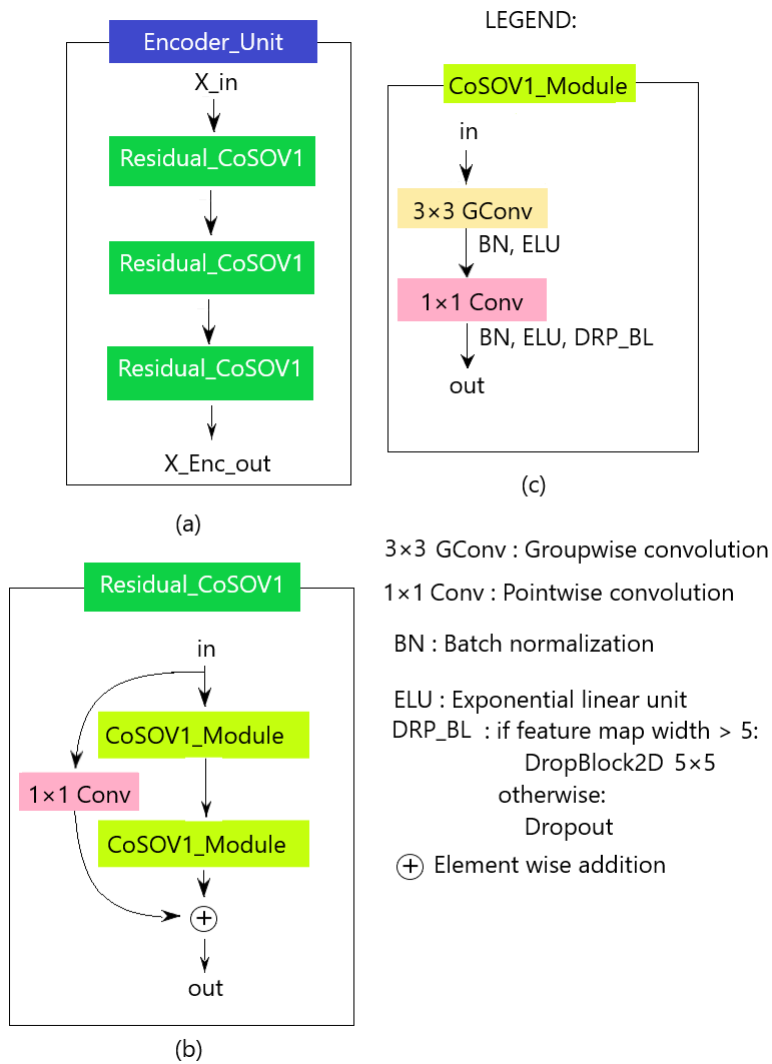 Encoder_Unit
X_in
Residual_CoSOV1
Residual_CoSOV1
Residual_CoSOV1
X_Enc_out
(a)
LEGEND:
CoSOV1_Module
in
3×3 GConv
BN, ELU
1×1 Conv
BN, ELU, DRP_BL
out
(c)
Residual_CoSOV1
in
CoSOV1_Module
1×1 Conv
CoSOV1_Module
+
out
(b)
3×3 GConv : Groupwise convolution
1×1 Conv : Pointwise convolution
BN : Batch normalization
ELU : Exponential linear unit
DRP_BL : if feature map width > 5:
DropBlock2D 5×5
otherwise:
Dropout
+ Element wise addition